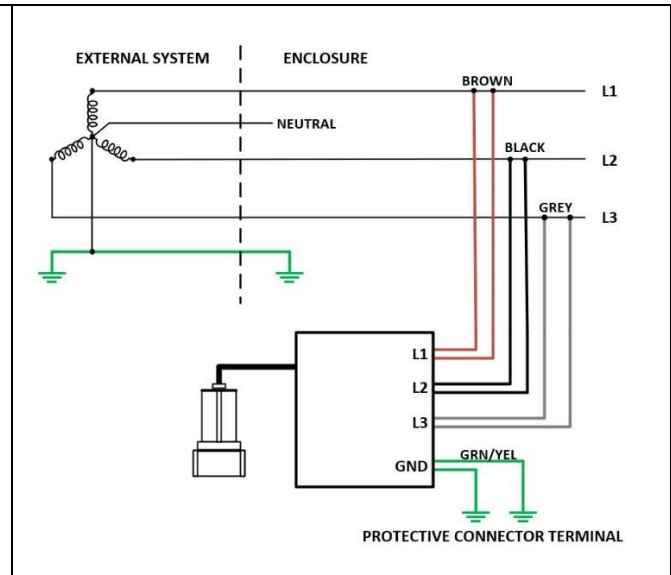 EXTERNAL SYSTEM
ENCLOSURE
BROWN
L1
NEUTRAL
BLACK
L2
GREY
L3
L1
L2
L3
GND
GRN/YEL
PROTECTIVE CONNECTOR TERMINAL